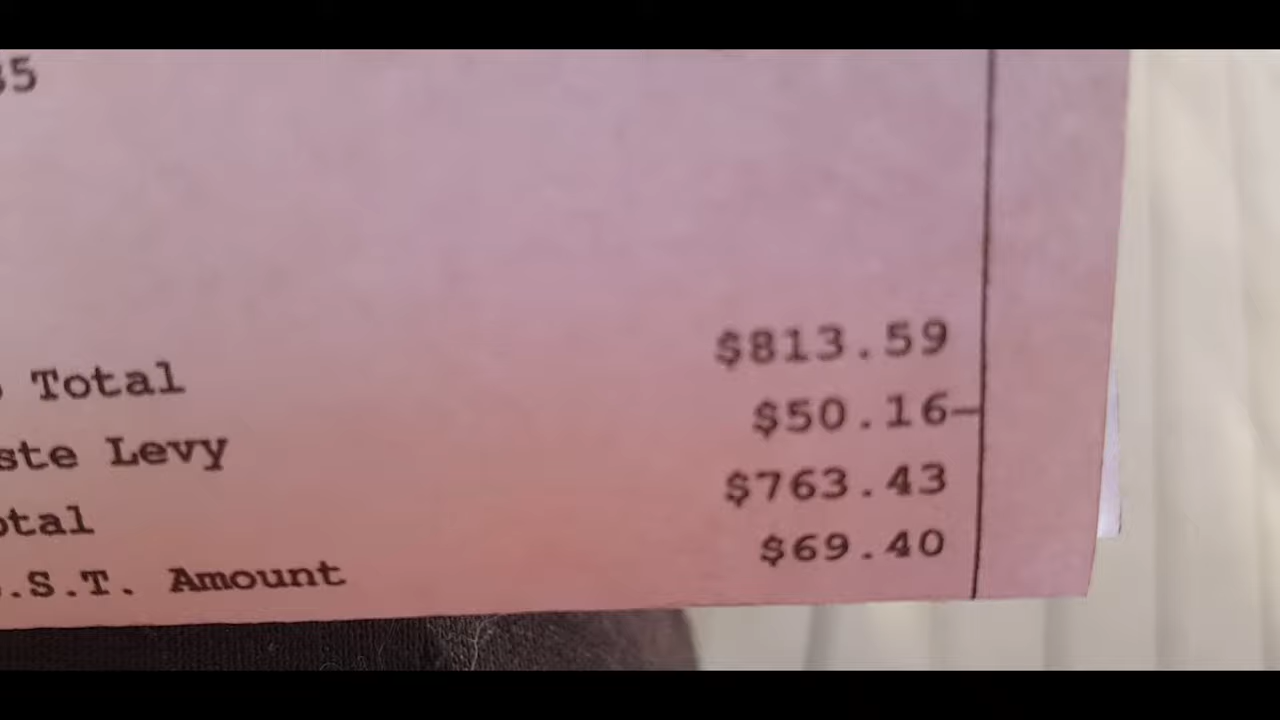 35
Total $813.59
ste Levy $50.16-
otal $763.43
.S.T. Amount $69.40